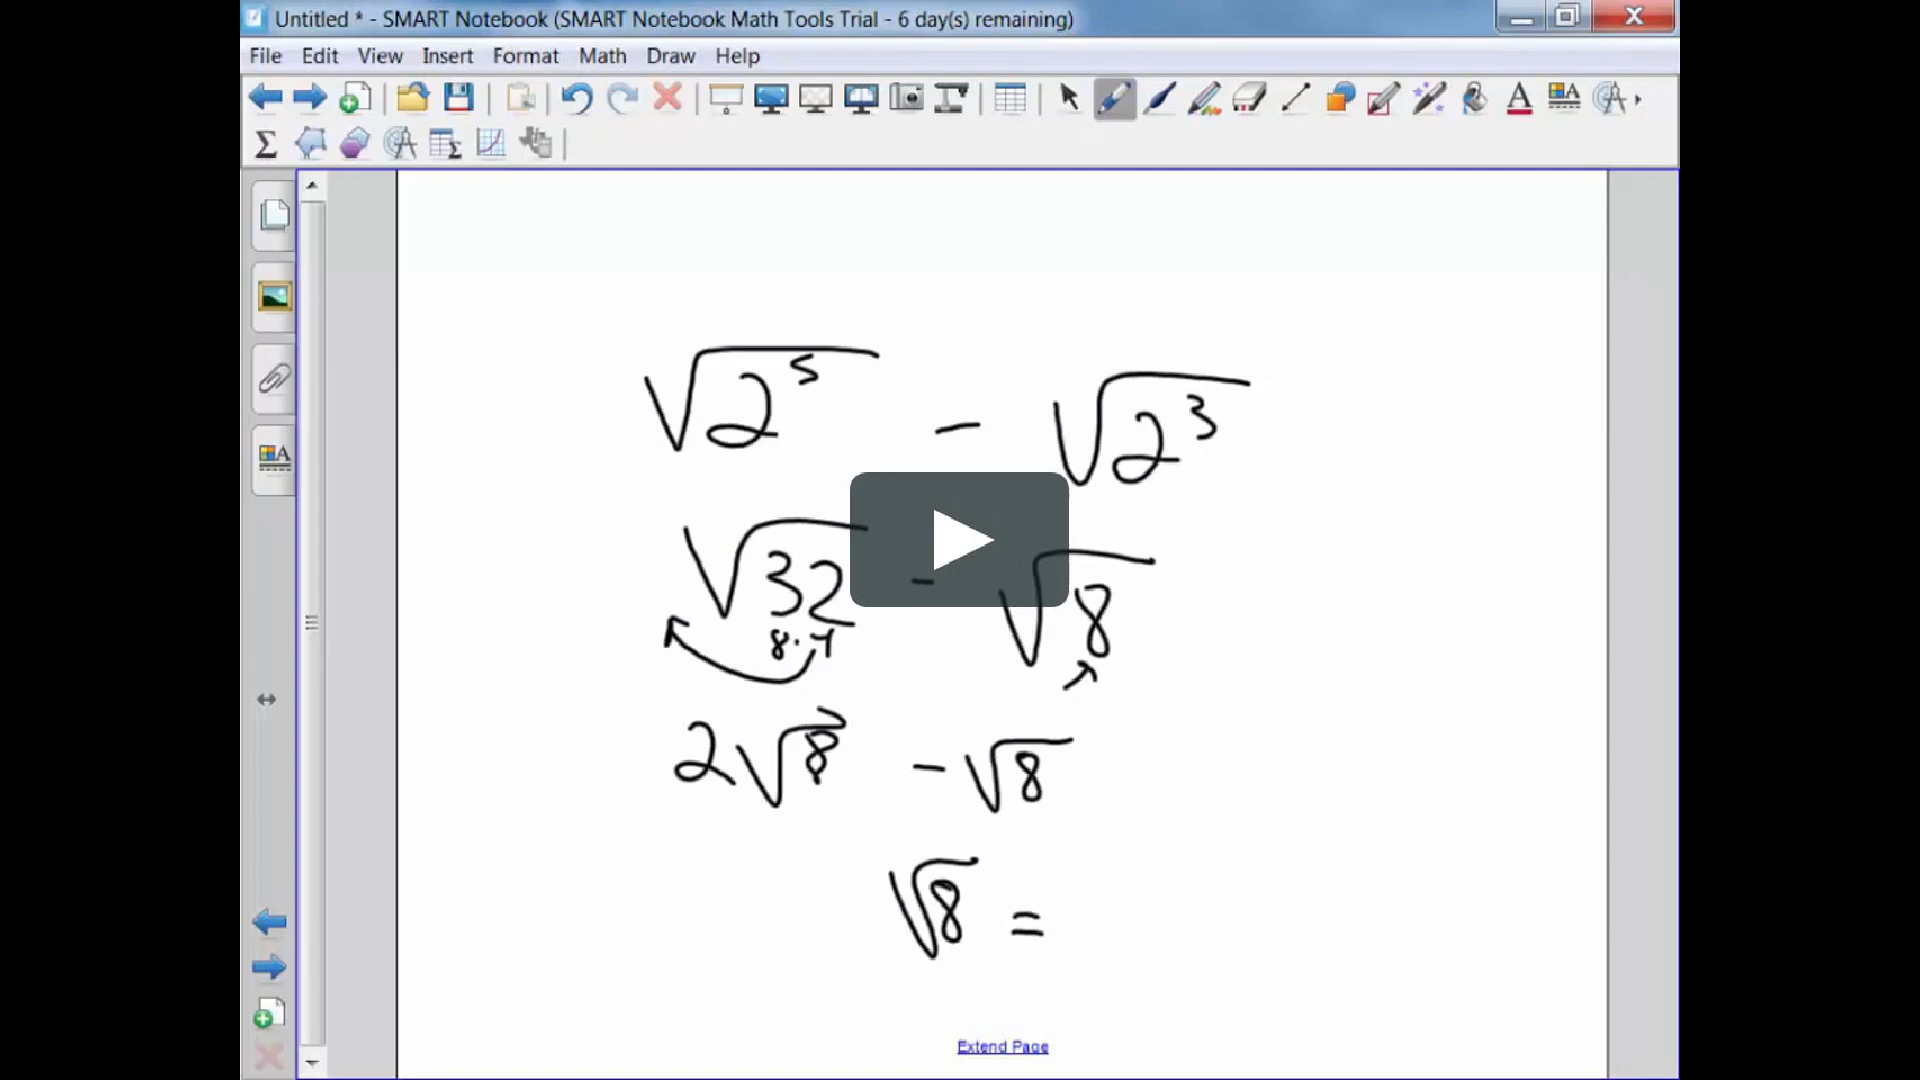 Untitled * - SMART Notebook (SMART Notebook Math Tools Trial - 6 day(s) remaining)
File Edit View Insert Format Math Draw Help
√2⁵ - √2³
√32 - √8
8·4
2√8 - √8
√8 =
Extend Page